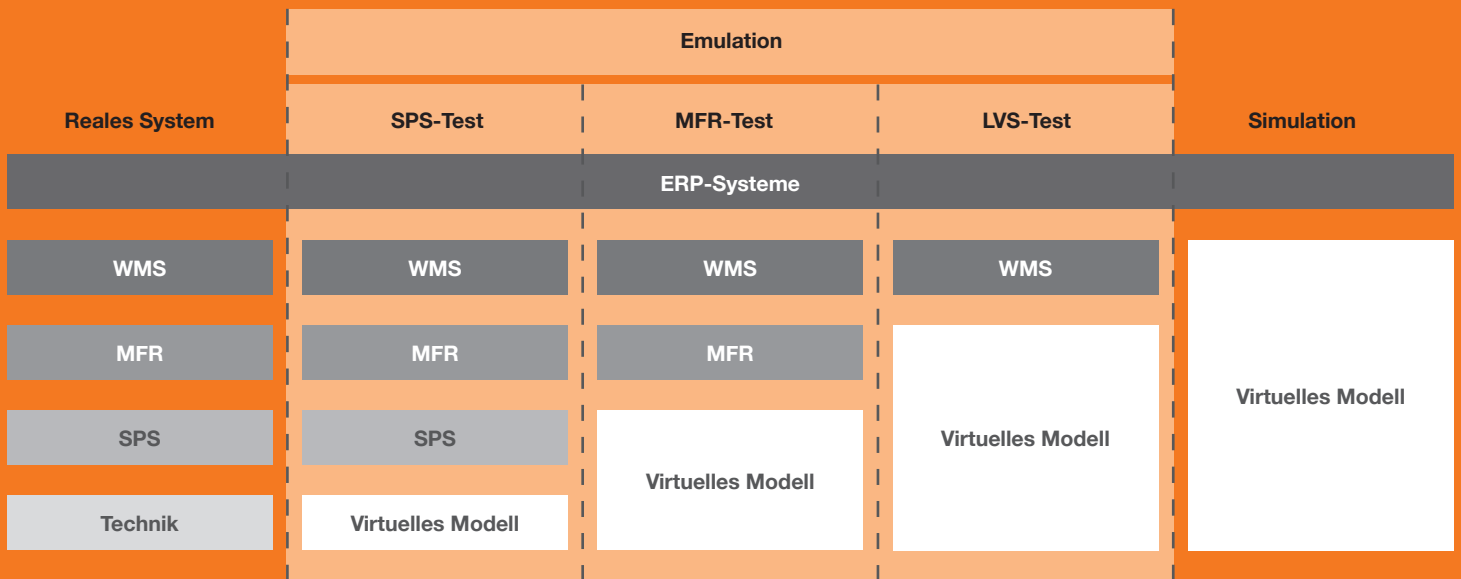 Emulation
Reales System
SPS-Test
MFR-Test
LVS-Test
Simulation
ERP-Systeme
WMS
WMS
WMS
WMS
MFR
MFR
MFR
Virtuelles Modell
SPS
SPS
Virtuelles Modell
Virtuelles Modell
Technik
Virtuelles Modell